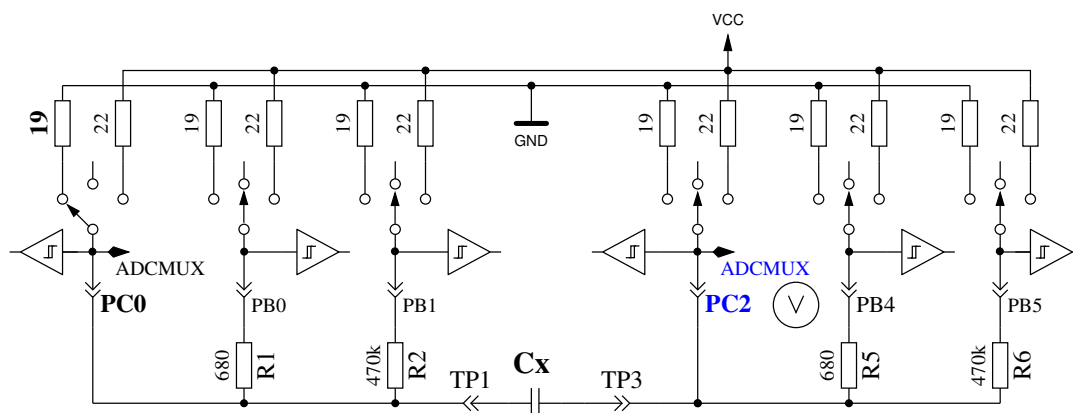 VCC
19
22
19
22
19
22
GND
19
22
19
22
19
22
ADCMUX
ADCMUX
PC0
PB0
PB1
PC2
V
PB4
PB5
680
R1
470k
R2
TP1
Cx
TP3
680
R5
470k
R6